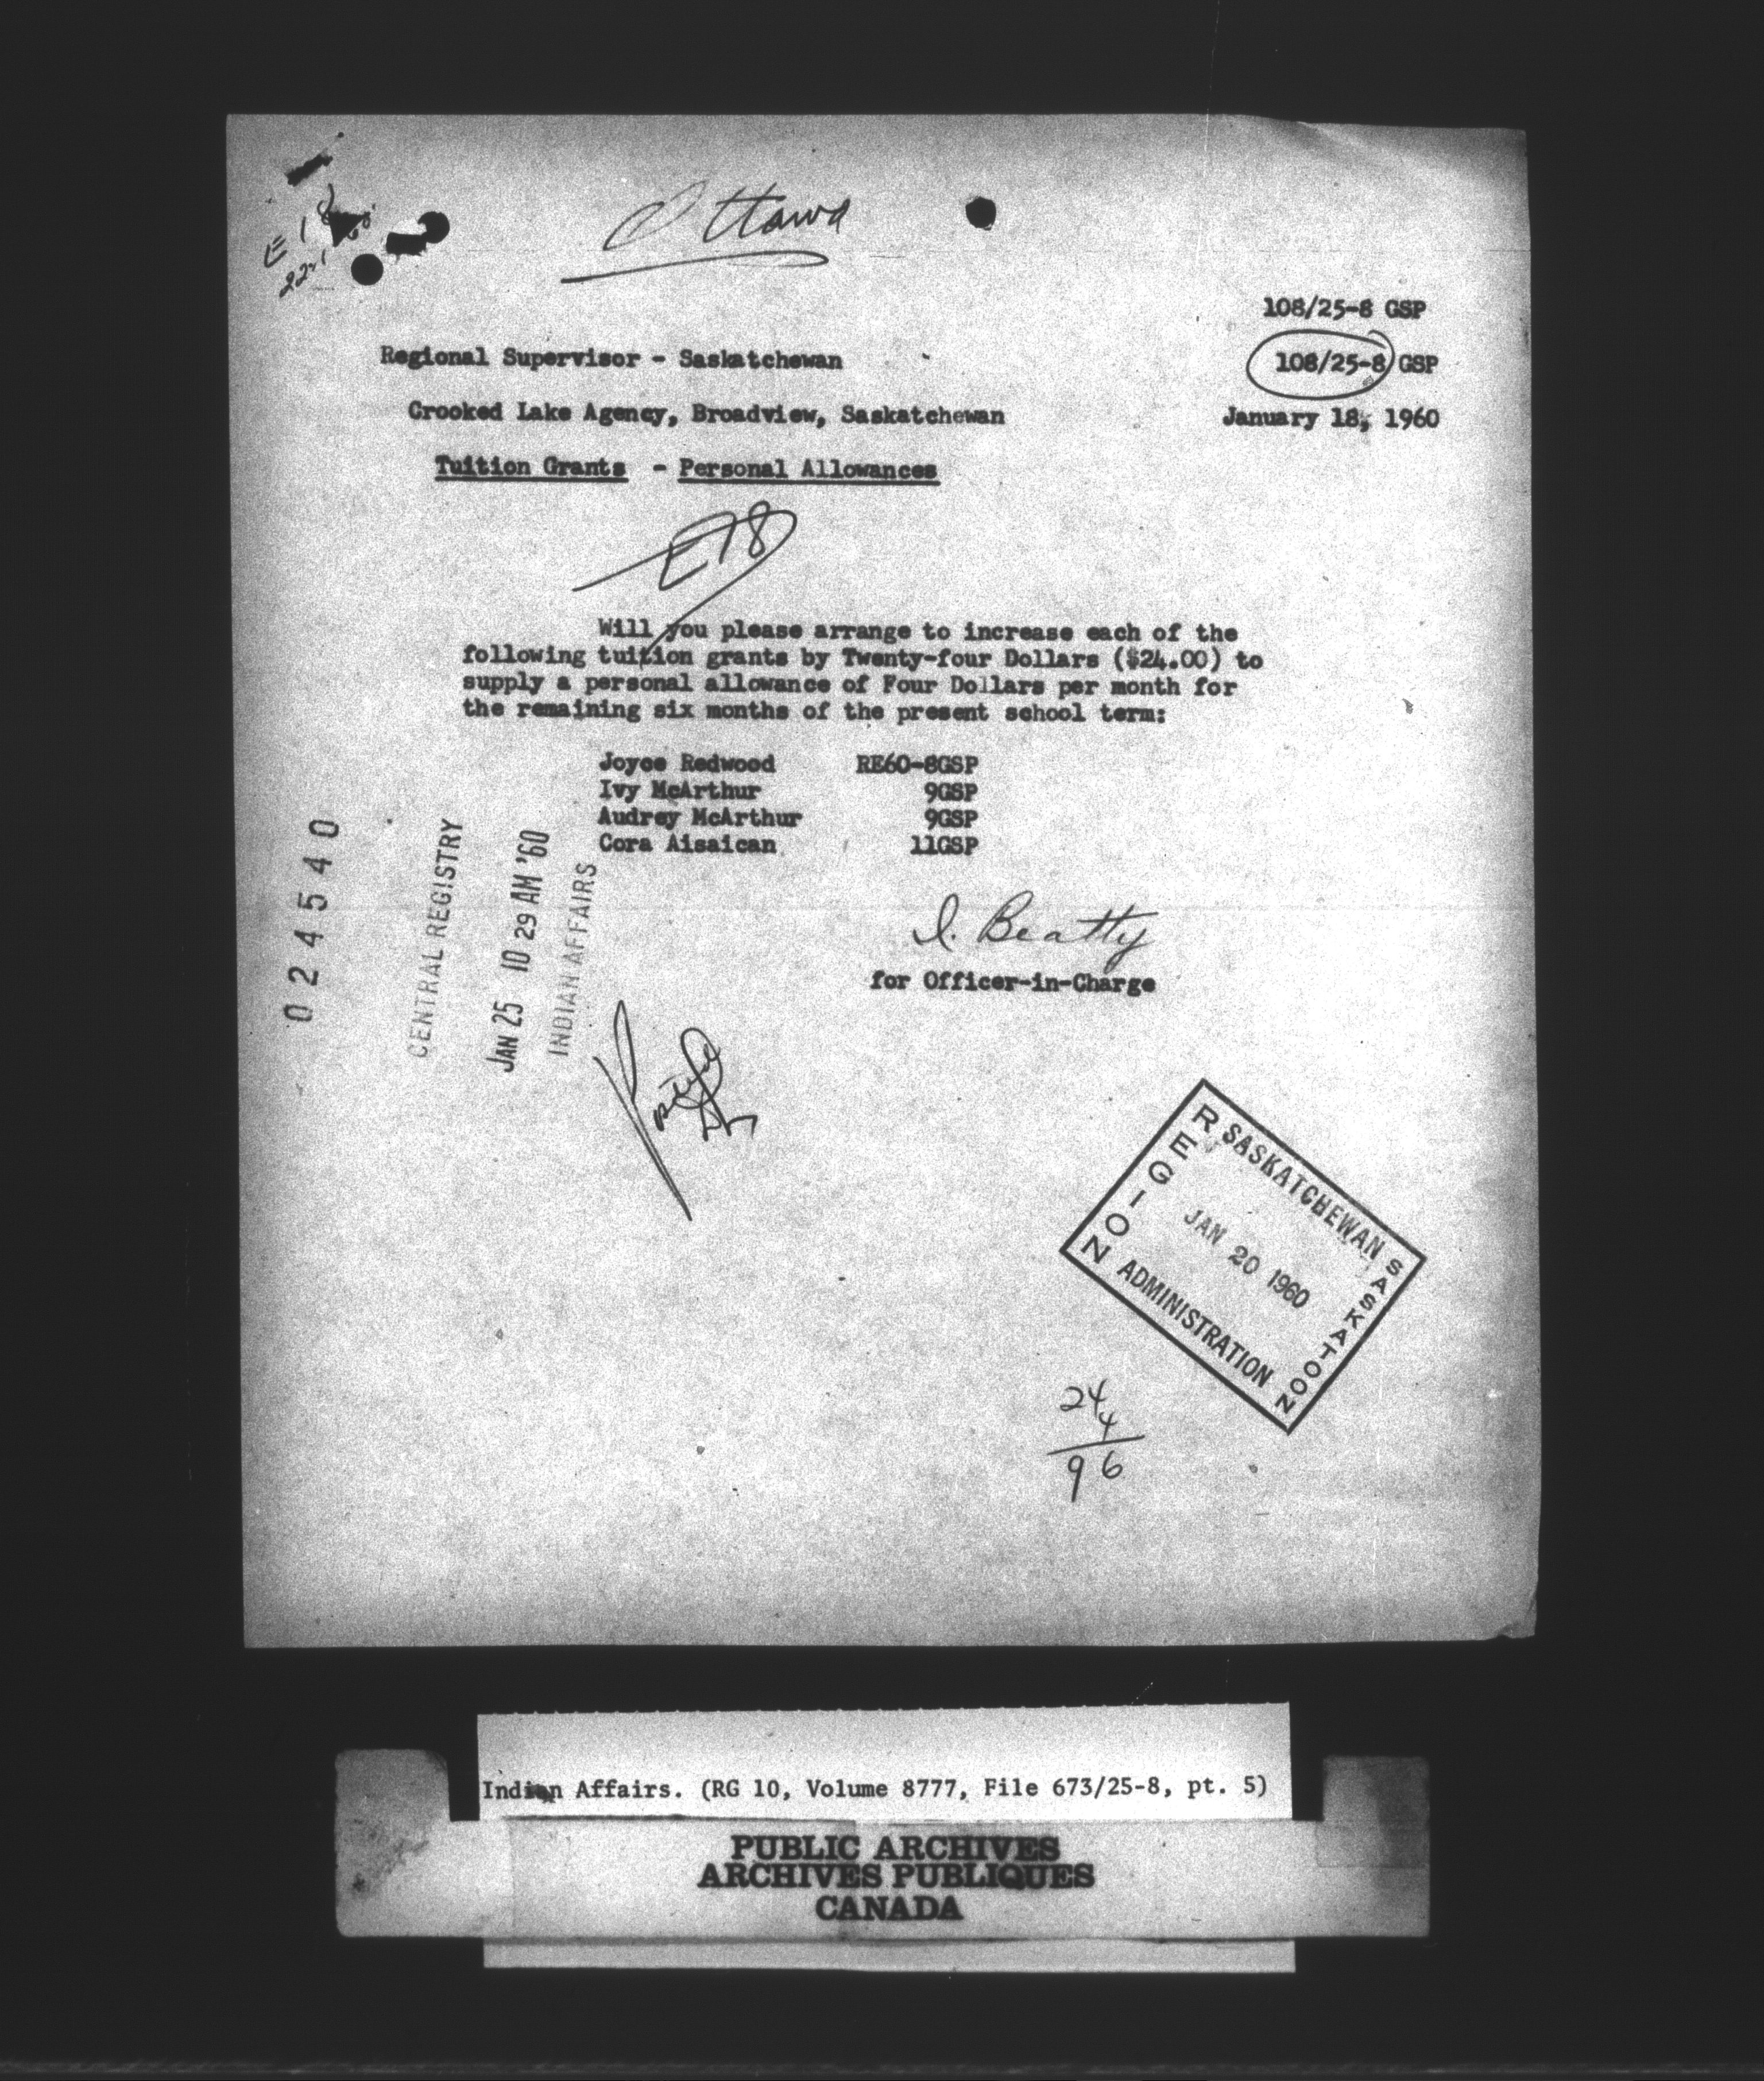 E 18
22-1
Ottawa
108/25-8 GSP
Regional Supervisor - Saskatchewan
108/25-8 GSP
Crooked Lake Agency, Broadview, Saskatchewan
January 18, 1960
Tuition Grants - Personal Allowances
E18
Will you please arrange to increase each of the
following tuition grants by Twenty-four Dollars ($24.00) to
supply a personal allowance of Four Dollars per month for
the remaining six months of the present school term:
Joyce Redwood RE60-8GSP
Ivy McArthur 9GSP
Audrey McArthur 9GSP
Cora Aisaican 11GSP
I. Beatty
for Officer-in-Charge
024540
CENTRAL REGISTRY
JAN 25 10 29 AM '60
INDIAN AFFAIRS
REGION
SASKATCHEWAN
JAN 20 1960
ADMINISTRATION
SASKATOON
24
4
96
Indian Affairs. (RG 10, Volume 8777, File 673/25-8, pt. 5)
PUBLIC ARCHIVES
ARCHIVES PUBLIQUES
CANADA